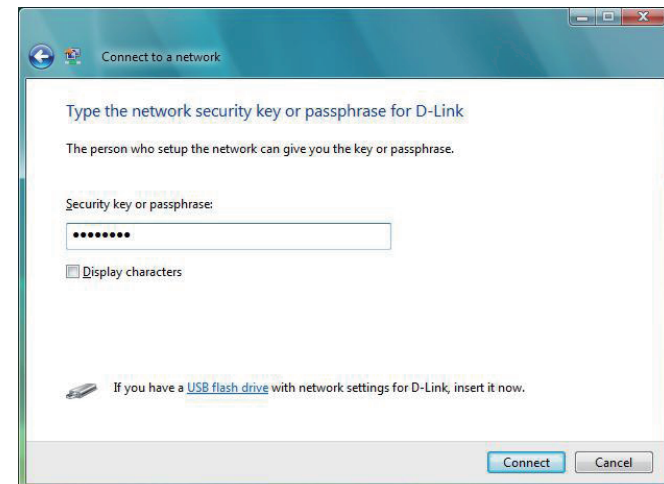 Connect to a network
Type the network security key or passphrase for D-Link
The person who setup the network can give you the key or passphrase.
Security key or passphrase:
••••••••
Display characters
If you have a USB flash drive with network settings for D-Link, insert it now.
Connect Cancel